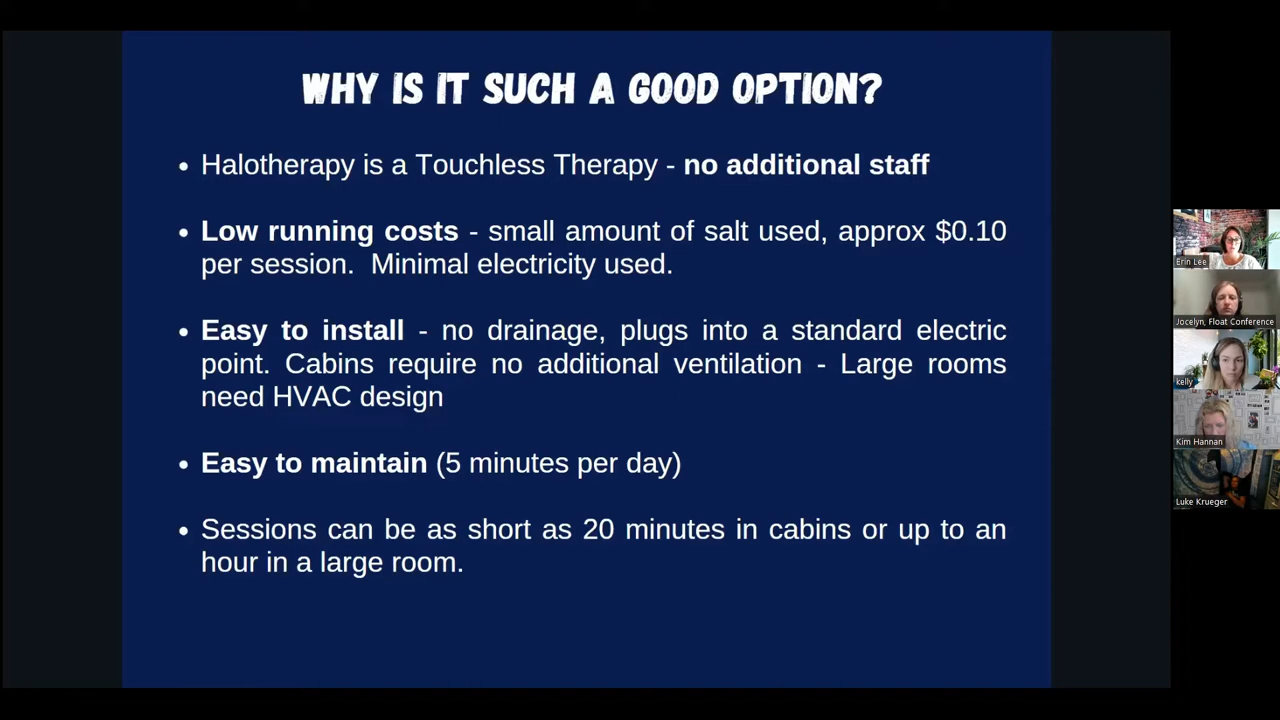 WHY IS IT SUCH A GOOD OPTION?
• Halotherapy is a Touchless Therapy - no additional staff
• Low running costs - small amount of salt used, approx $0.10
per session.  Minimal electricity used.
• Easy to install - no drainage, plugs into a standard electric
point. Cabins require no additional ventilation - Large rooms
need HVAC design
• Easy to maintain (5 minutes per day)
• Sessions can be as short as 20 minutes in cabins or up to an
hour in a large room.
Erin Lee
Jocelyn, Float Conference
kelly
Kim Hannan
Luke Krueger